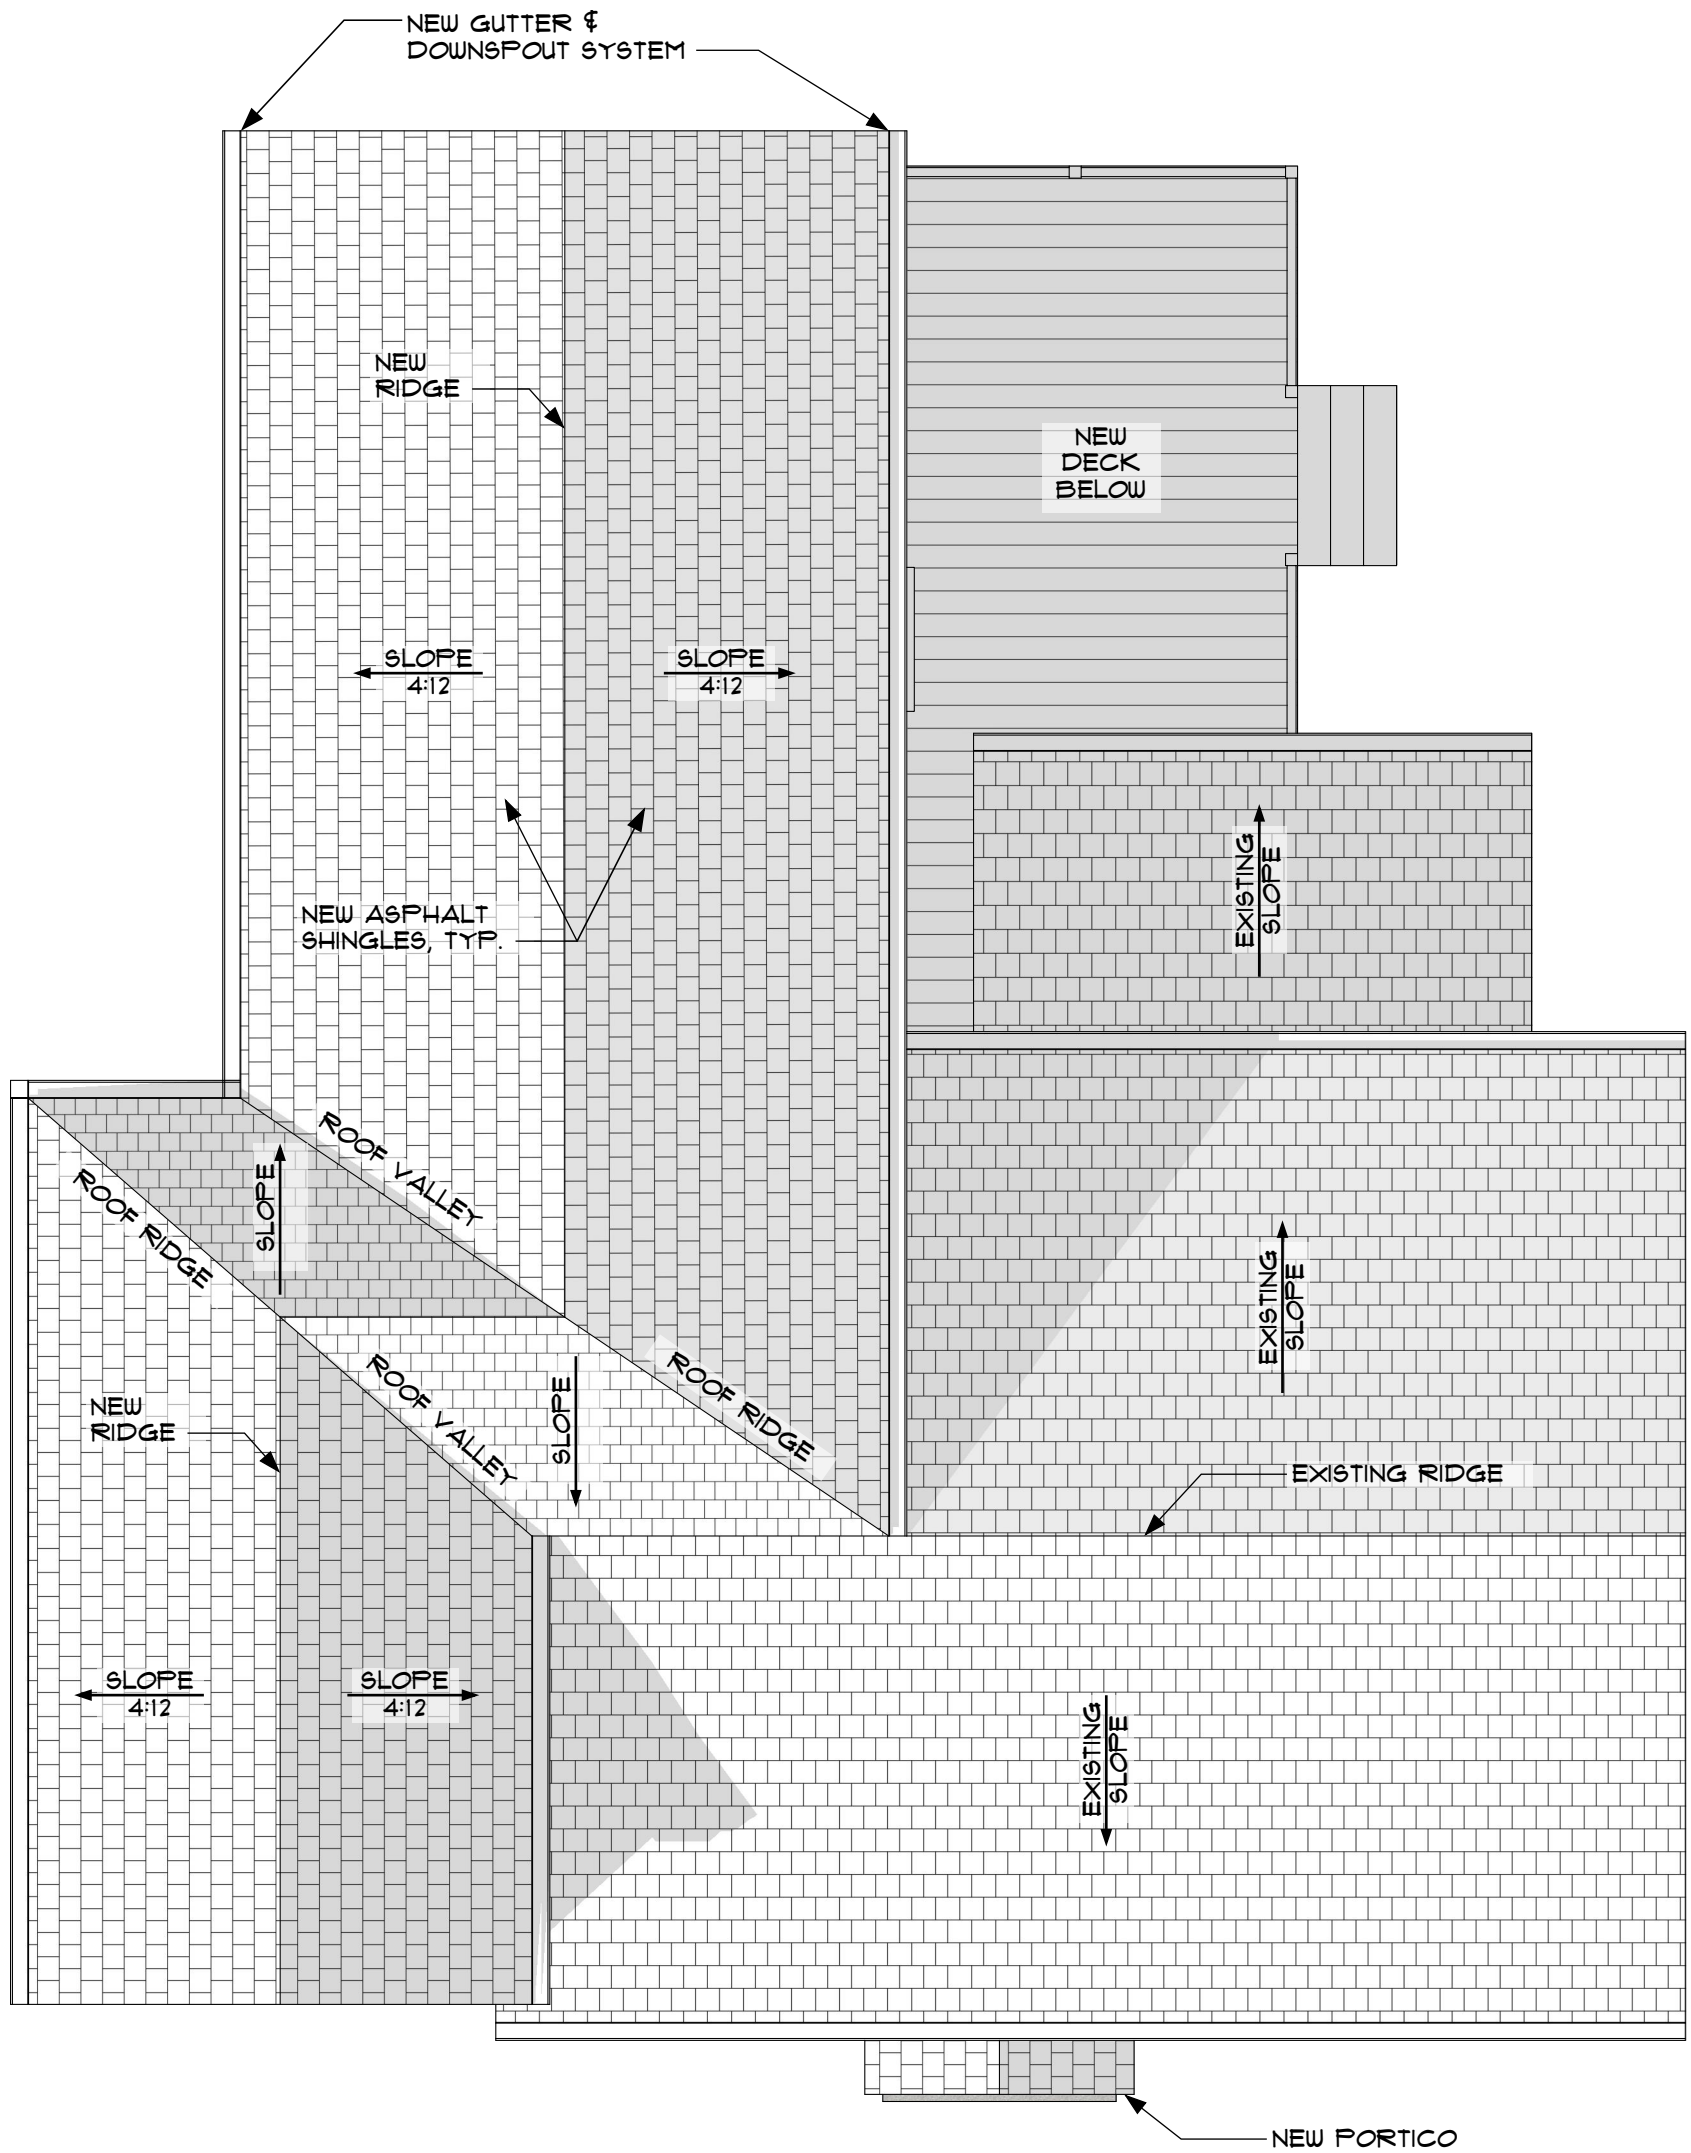 NEW GUTTER &
DOWNSPOUT SYSTEM
NEW
RIDGE
NEW
DECK
BELOW
SLOPE
4:12
SLOPE
4:12
EXISTING
SLOPE
NEW ASPHALT
SHINGLES, TYP.
ROOF VALLEY
SLOPE
ROOF RIDGE
EXISTING
SLOPE
ROOF RIDGE
ROOF VALLEY
SLOPE
NEW
RIDGE
EXISTING RIDGE
SLOPE
4:12
SLOPE
4:12
EXISTING
SLOPE
NEW PORTICO